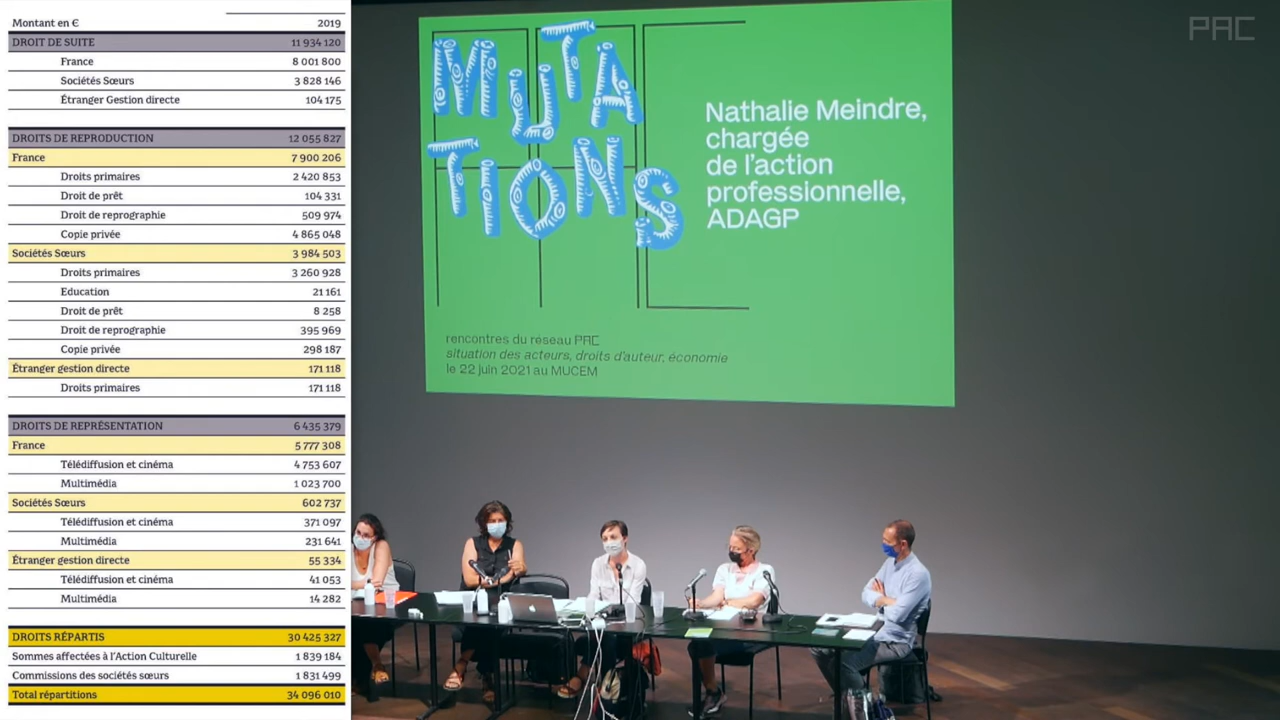 Montant en € 2019
DROIT DE SUITE 11 934 120
France 8 001 800
Sociétés Sœurs 3 828 146
Étranger Gestion directe 104 175
DROITS DE REPRODUCTION 12 055 827
France 7 900 206
Droits primaires 2 420 853
Droit de prêt 104 331
Droit de reprographie 509 974
Copie privée 4 865 048
Sociétés Sœurs 3 984 503
Droits primaires 3 260 928
Education 21 161
Droit de prêt 8 258
Droit de reprographie 395 969
Copie privée 298 187
Étranger gestion directe 171 118
Droits primaires 171 118
DROITS DE REPRÉSENTATION 6 435 379
France 5 777 308
Télédiffusion et cinéma 4 753 607
Multimédia 1 023 700
Sociétés Sœurs 602 737
Télédiffusion et cinéma 371 097
Multimédia 231 641
Étranger gestion directe 55 334
Télédiffusion et cinéma 41 053
Multimédia 14 282
DROITS RÉPARTIS 30 425 327
Sommes affectées à l'Action Culturelle 1 839 184
Commissions des sociétés sœurs 1 831 499
Total répartitions 34 096 010
MUTA
TIONS
Nathalie Meindre,
chargée
de l'action
professionnelle,
ADAGP
rencontres du réseau PAC
situation des acteurs, droits d'auteur, économie
le 22 juin 2021 au MUCEM
PAC